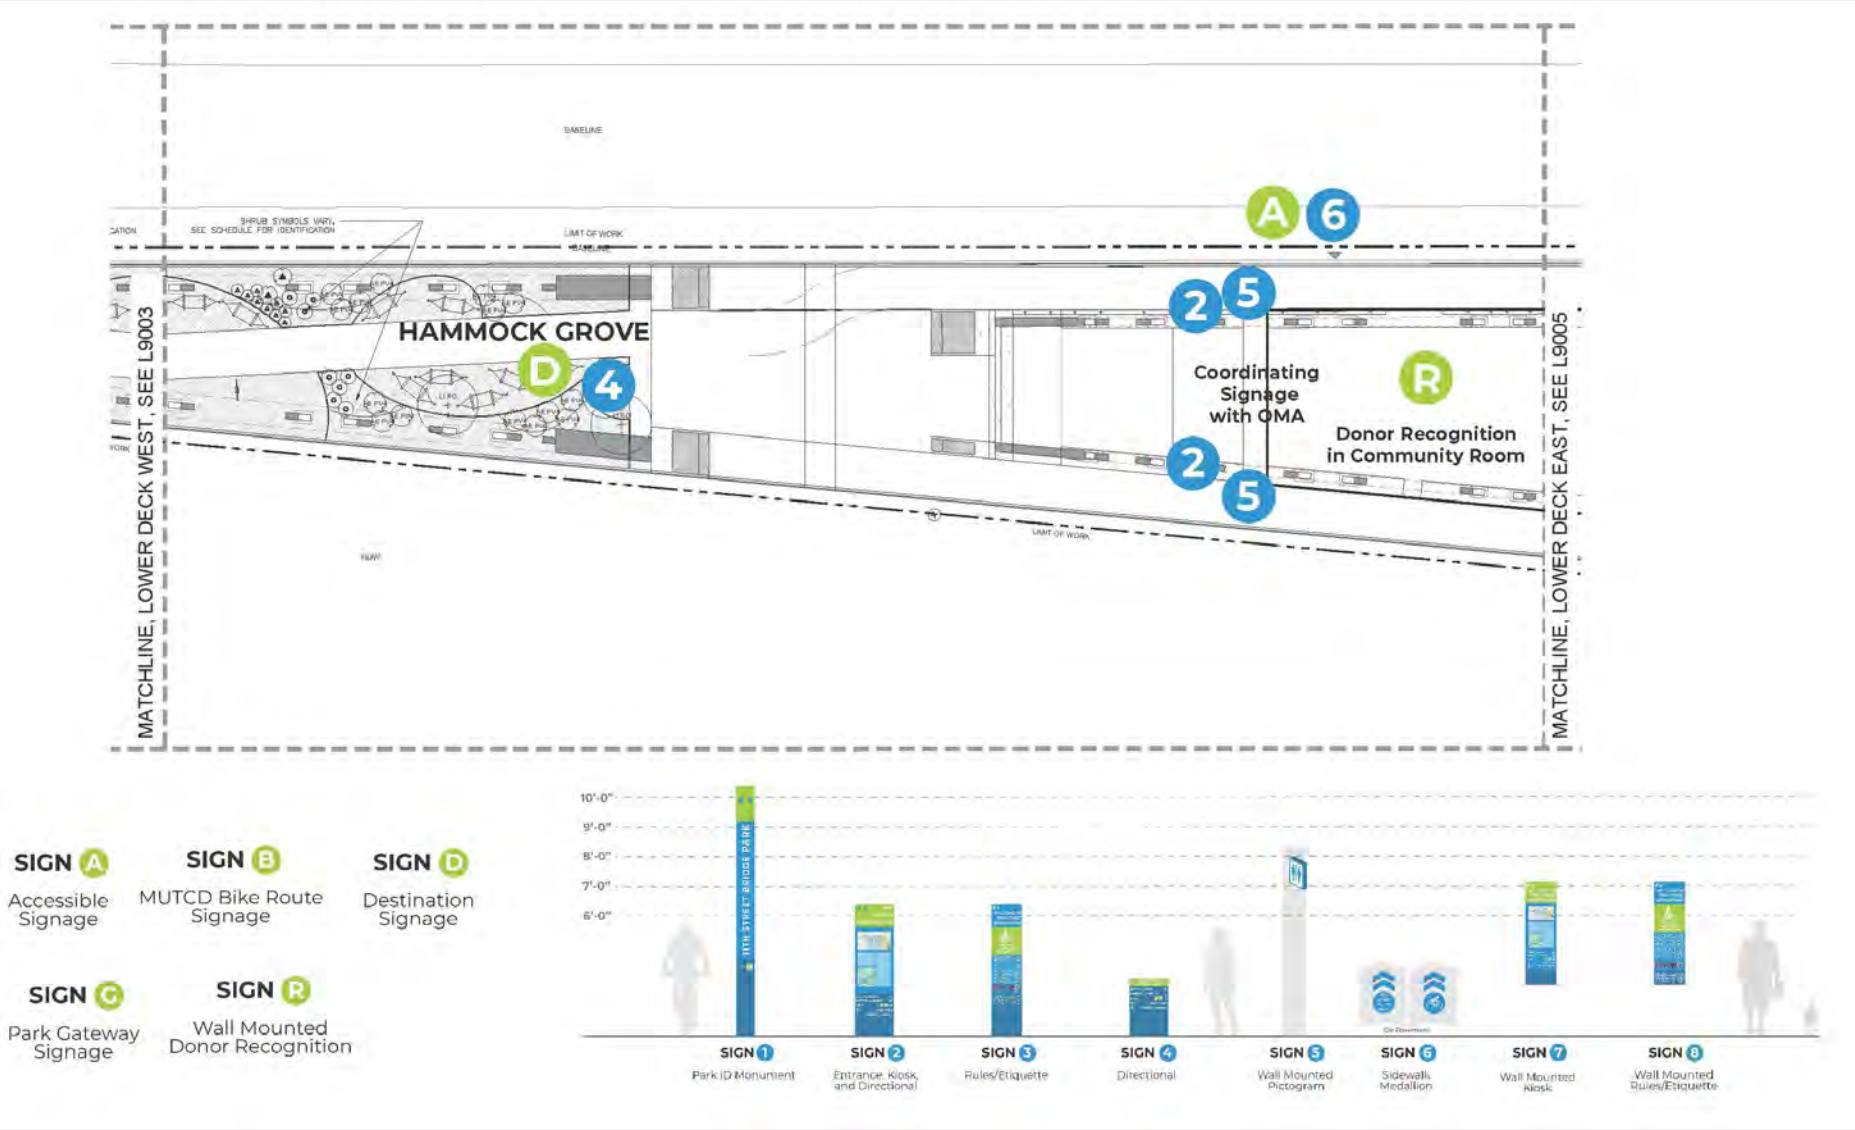 BASELINE
A 6
SHRUB SYMBOLS VARY,
SEE SCHEDULE FOR IDENTIFICATION
CATION
LIMIT OF WORK
BASELINE
2 5
HAMMOCK GROVE
D 4
Coordinating
Signage
with OMA
R
Donor Recognition
in Community Room
2
5
LIMIT OF WORK
MATCHLINE, LOWER DECK WEST, SEE L9003
MATCHLINE, LOWER DECK EAST, SEE L9005
SIGN A
Accessible
Signage
SIGN B
MUTCD Bike Route
Signage
SIGN D
Destination
Signage
SIGN G
Park Gateway
Signage
SIGN R
Wall Mounted
Donor Recognition
10'-0"
9'-0"
8'-0"
7'-0"
6'-0"
11TH STREET BRIDGE PARK
On Pavement
SIGN 1
Park ID Monument
SIGN 2
Entrance, Kiosk,
and Directional
SIGN 3
Rules/Etiquette
SIGN 4
Directional
SIGN 5
Wall Mounted
Pictogram
SIGN 6
Sidewalk
Medallion
SIGN 7
Wall Mounted
Kiosk
SIGN 8
Wall Mounted
Rules/Etiquette